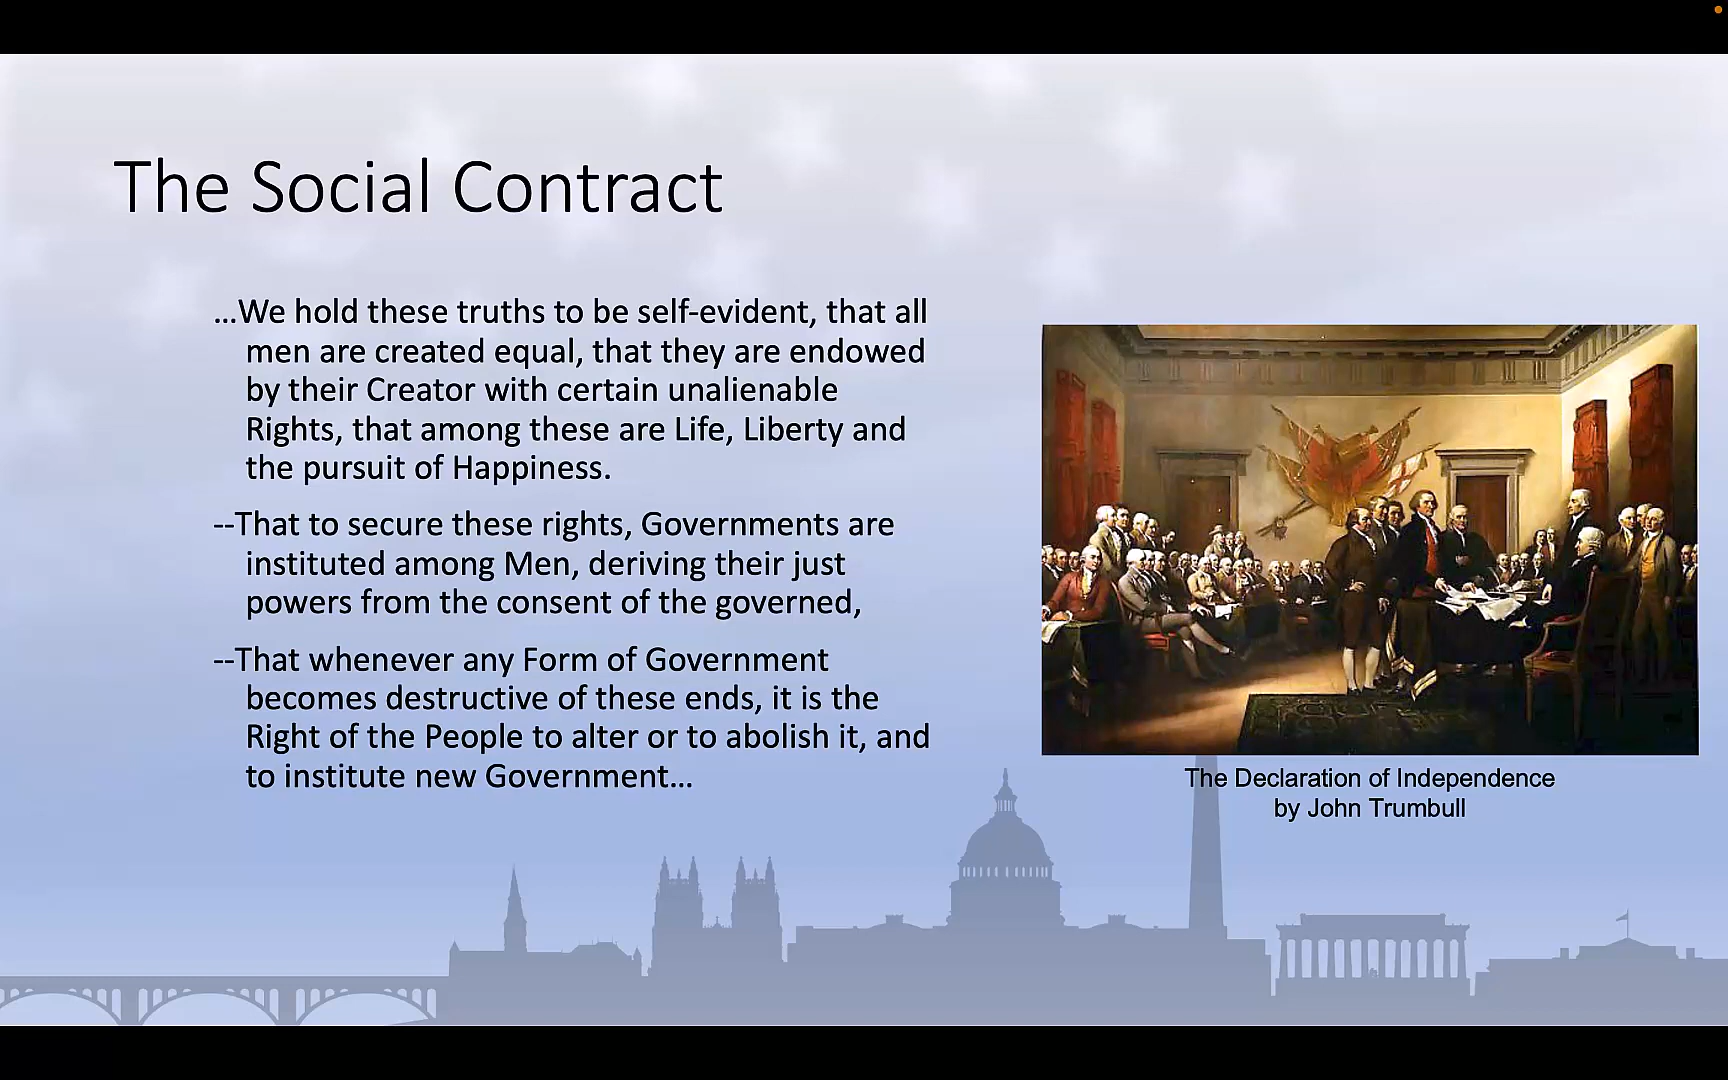 The Social Contract
…We hold these truths to be self-evident, that all
men are created equal, that they are endowed
by their Creator with certain unalienable
Rights, that among these are Life, Liberty and
the pursuit of Happiness.
--That to secure these rights, Governments are
instituted among Men, deriving their just
powers from the consent of the governed,
--That whenever any Form of Government
becomes destructive of these ends, it is the
Right of the People to alter or to abolish it, and
to institute new Government…
The Declaration of Independence
by John Trumbull